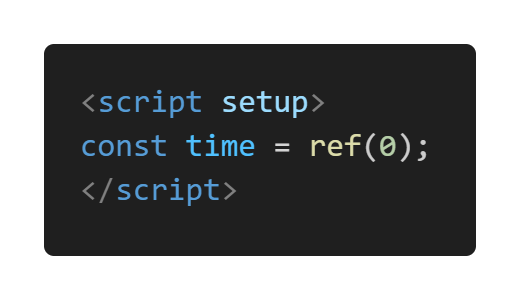 <script setup>
const time = ref(0);
</script>